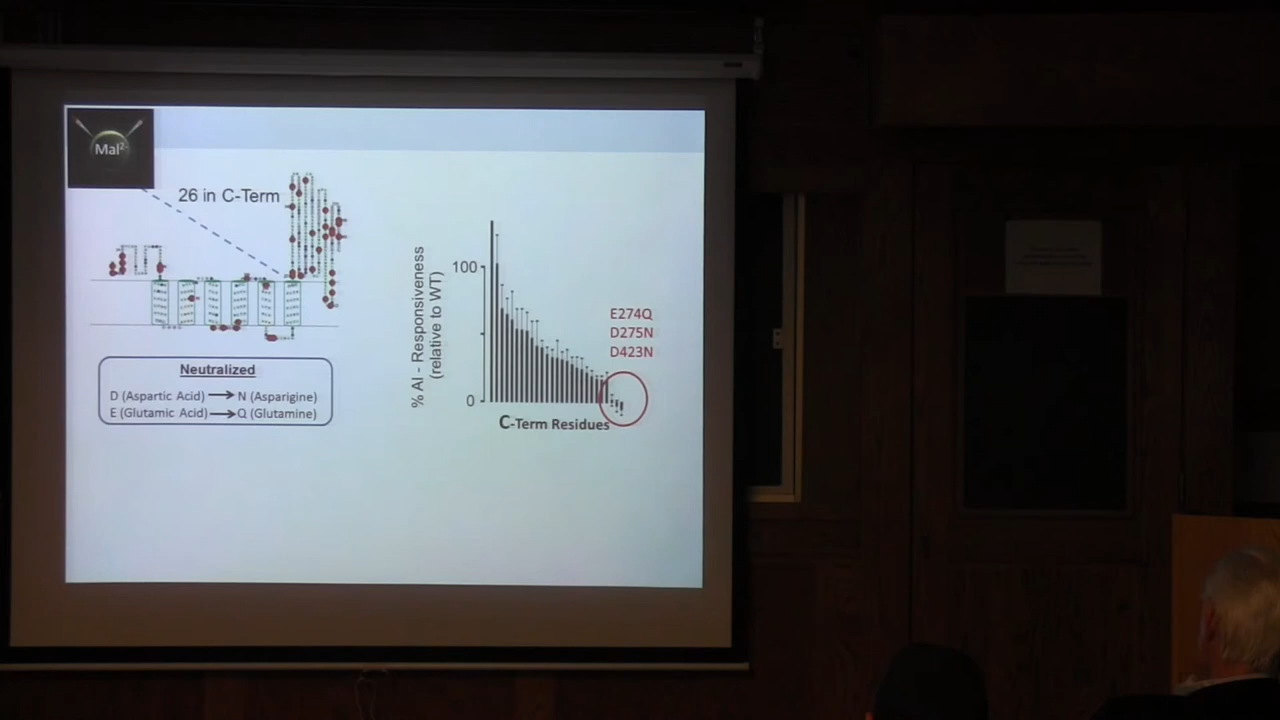 Mal²⁻
26 in C-Term
Neutralized
D (Aspartic Acid) → N (Asparigine)
E (Glutamic Acid) → Q (Glutamine)
% Al - Responsiveness
(relative to WT)
100
0
E274Q
D275N
D423N
C-Term Residues